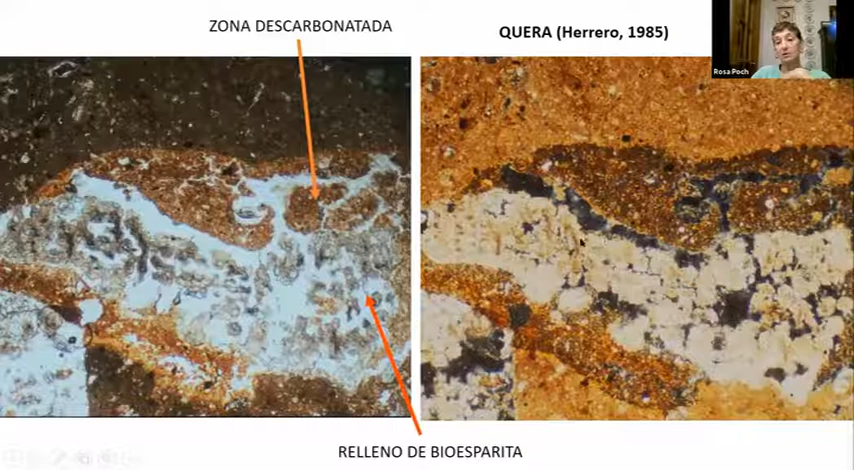 ZONA DESCARBONATADA
QUERA (Herrero, 1985)
Rosa Poch
RELLENO DE BIOESPARITA